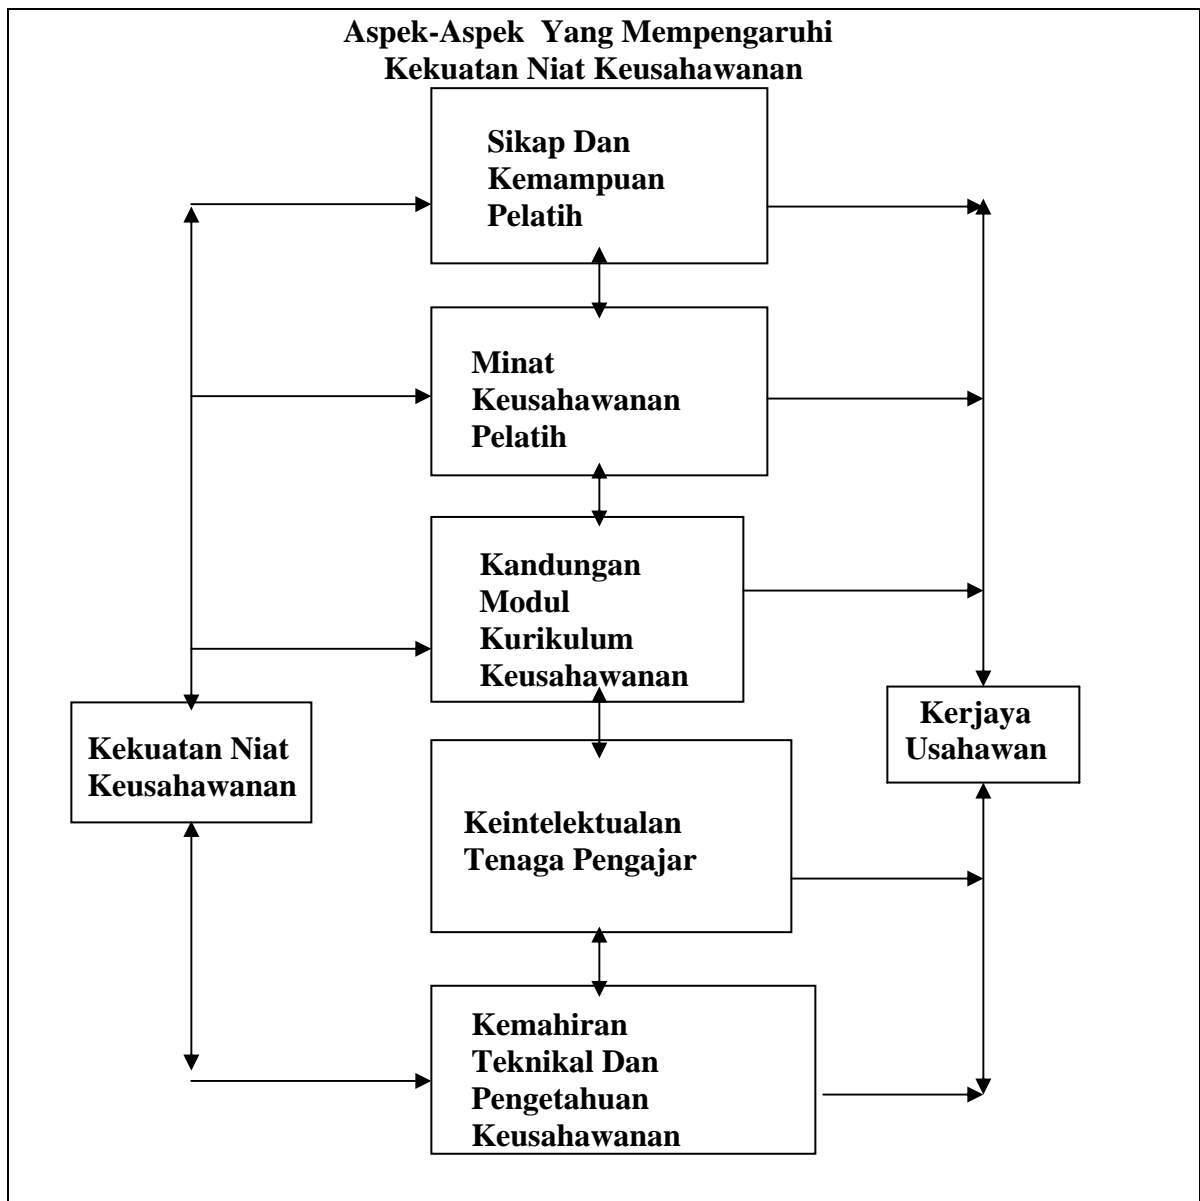 Aspek-Aspek Yang Mempengaruhi
Kekuatan Niat Keusahawanan
Sikap Dan
Kemampuan
Pelatih
Minat
Keusahawanan
Pelatih
Kandungan
Modul
Kurikulum
Keusahawanan
Kekuatan Niat
Keusahawanan
Kerjaya
Usahawan
Keintelektualan
Tenaga Pengajar
Kemahiran
Teknikal Dan
Pengetahuan
Keusahawanan